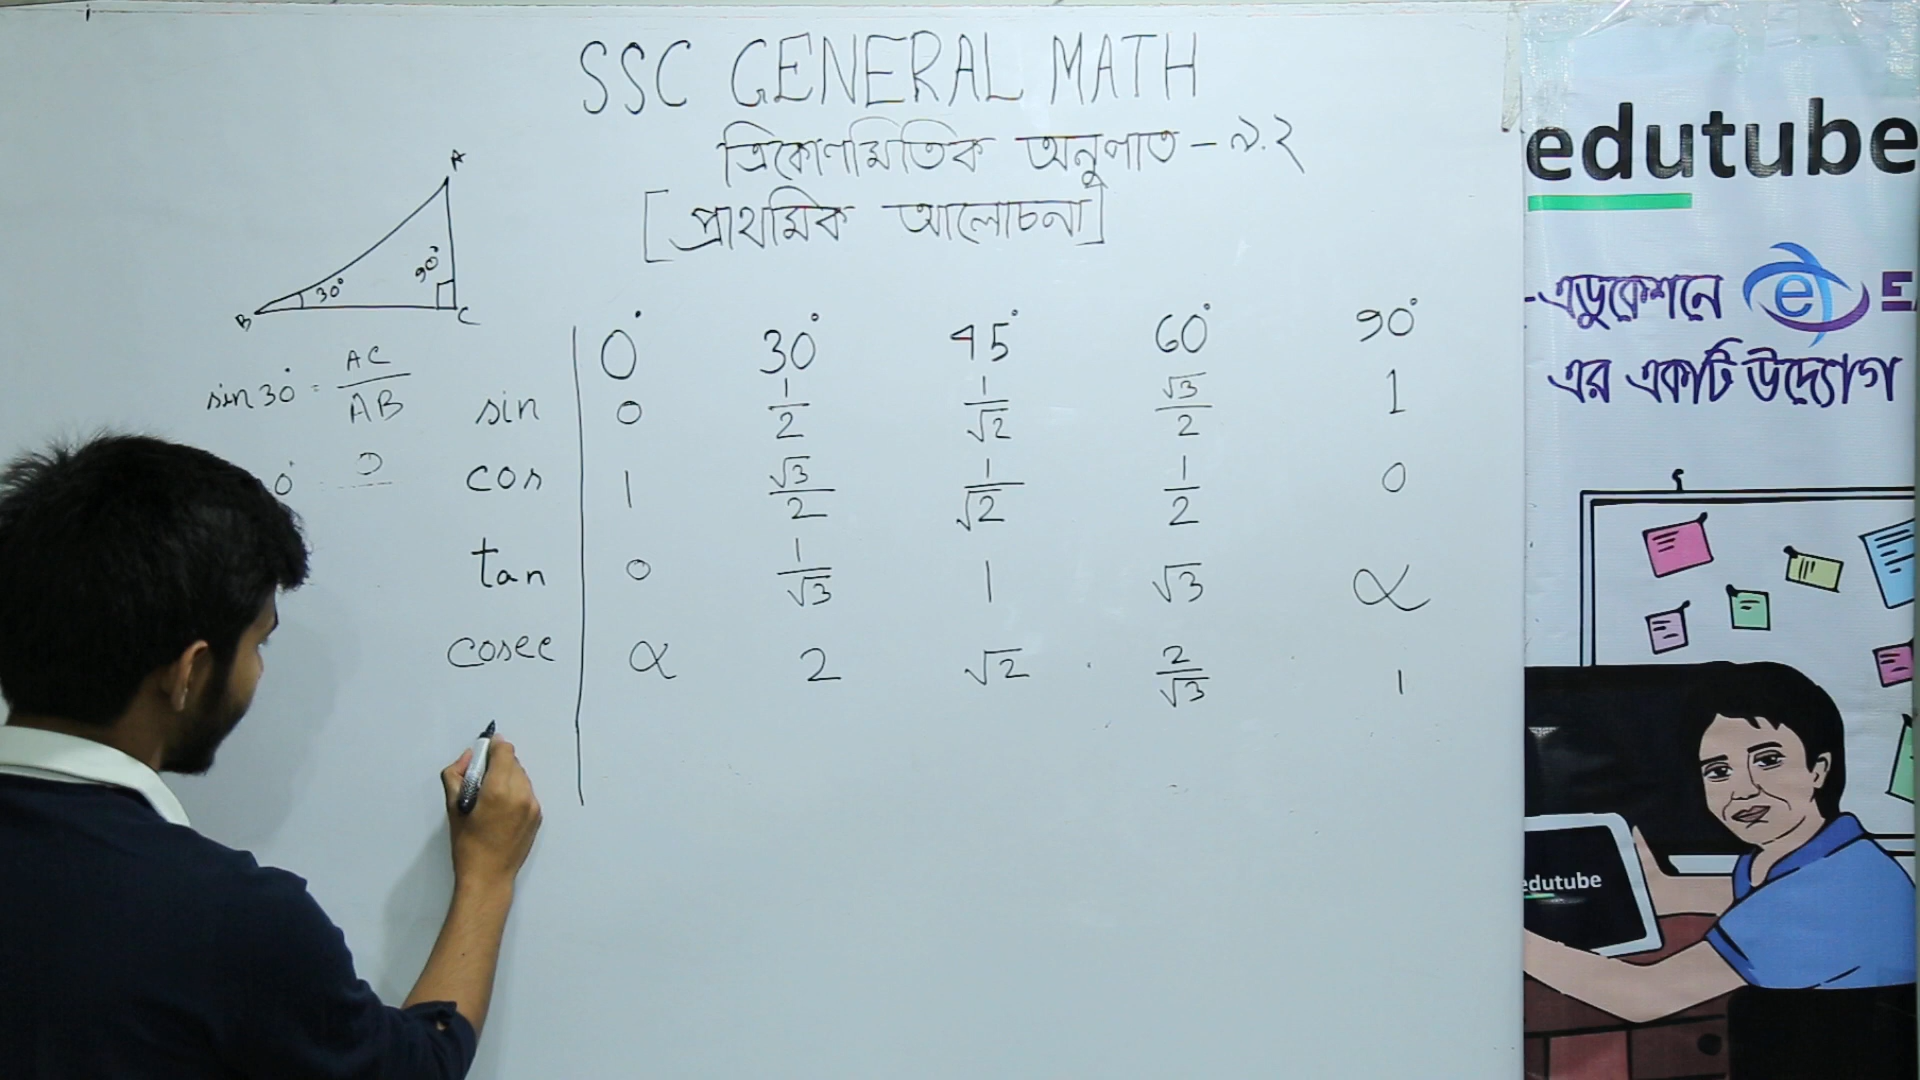 SSC GENERAL MATH
ত্রিকোণমিতিক অনুপাত - ৯.২
[প্রাথমিক আলোচনা]
A
90°
30°
B
C
sin 30° = AC/AB
0° 0
0° 30° 45° 60° 90°
sin 0 1/2 1/√2 √3/2 1
cos 1 √3/2 1/√2 1/2 0
tan 0 1/√3 1 √3 α
cosec α 2 √2 2/√3 1
edutube
-এডুকেশনে e E
এর একটি উদ্যোগ
edutube